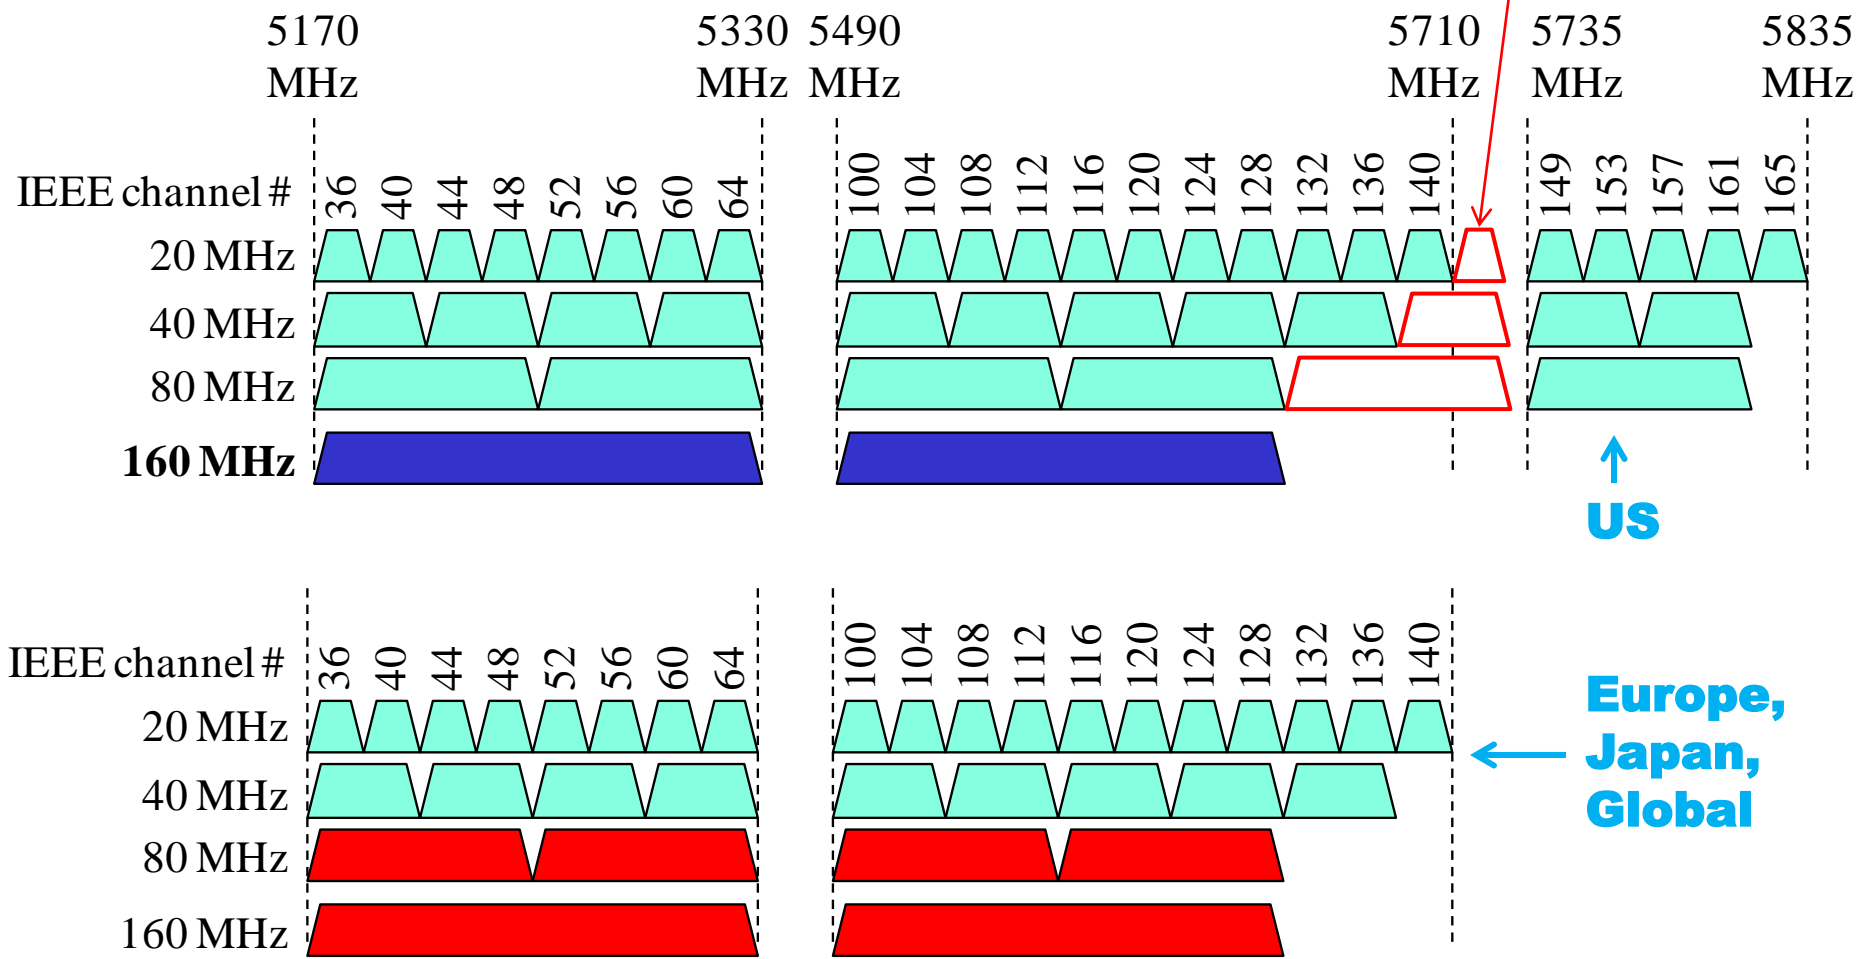 5170 5330 5490 5710 5735 5835
MHz MHz MHz MHz MHz MHz
IEEE channel # 36 40 44 48 52 56 60 64 100 104 108 112 116 120 124 128 132 136 140 149 153 157 161 165
20 MHz
40 MHz
80 MHz
160 MHz
US
IEEE channel # 36 40 44 48 52 56 60 64 100 104 108 112 116 120 124 128 132 136 140
20 MHz
40 MHz
80 MHz
160 MHz
Europe,
Japan,
Global